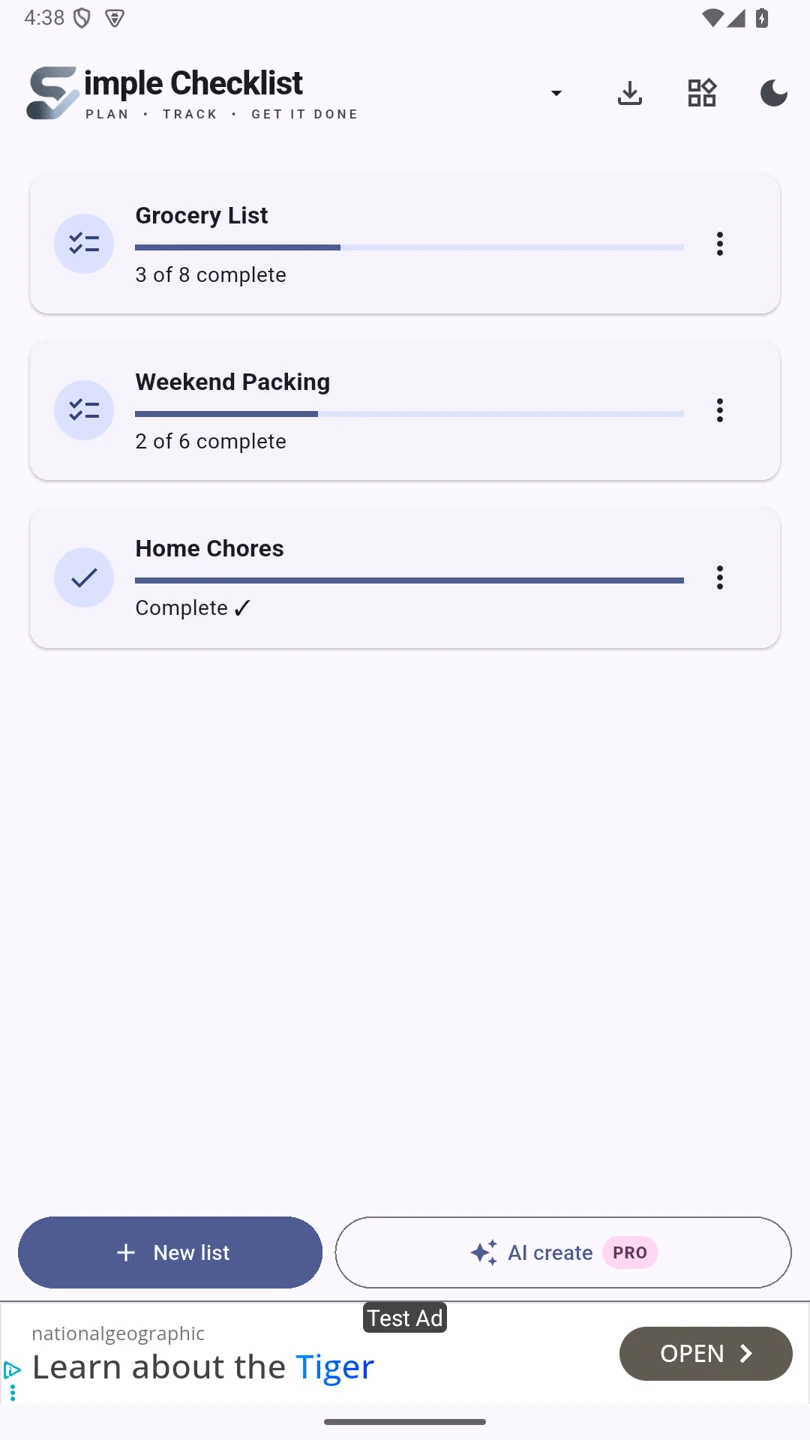 4:38
imple Checklist
PLAN • TRACK • GET IT DONE
Grocery List
3 of 8 complete
Weekend Packing
2 of 6 complete
Home Chores
Complete ✓
+ New list
AI create PRO
Test Ad
nationalgeographic
Learn about the Tiger
OPEN